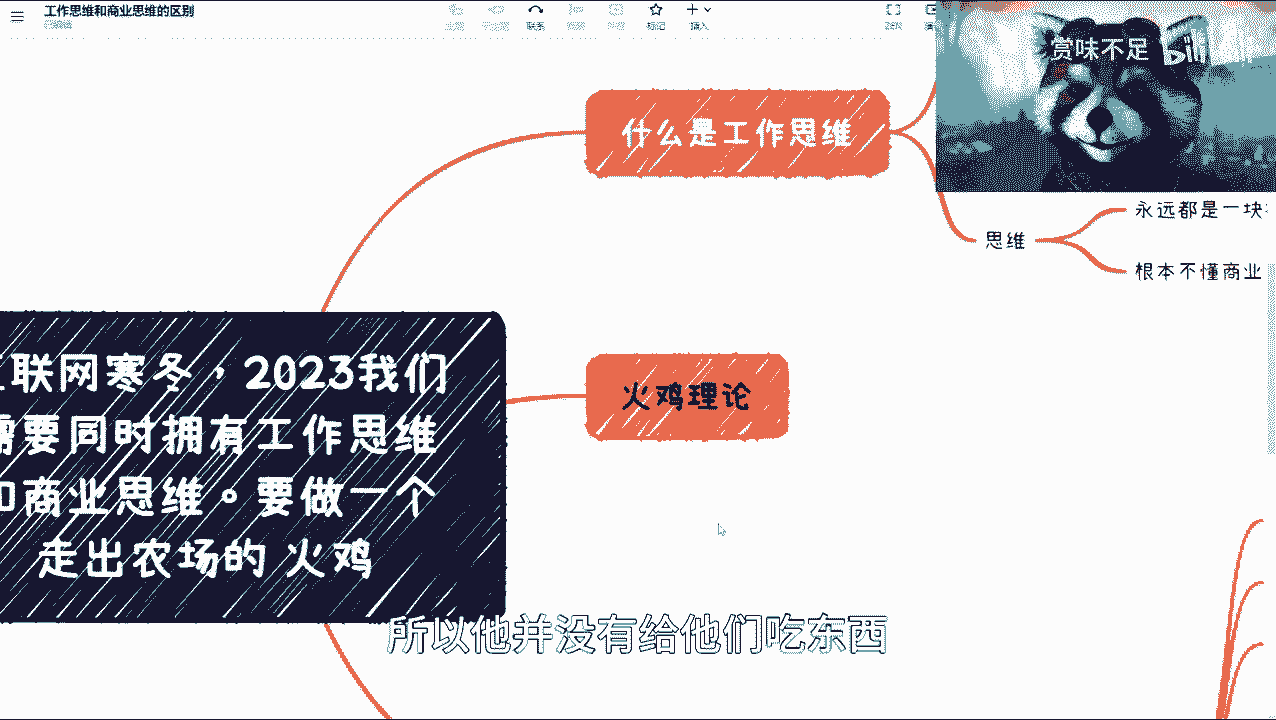 工作思维和商业思维的区别
联系
标记
插入
赏味不足
什么是工作思维
永远都是一块
思维
根本不懂商业
联网寒冬，2023我们
需要同时拥有工作思维
商业思维。要做一个
走出农场的 火鸡
火鸡理论
所以他并没有给他们吃东西